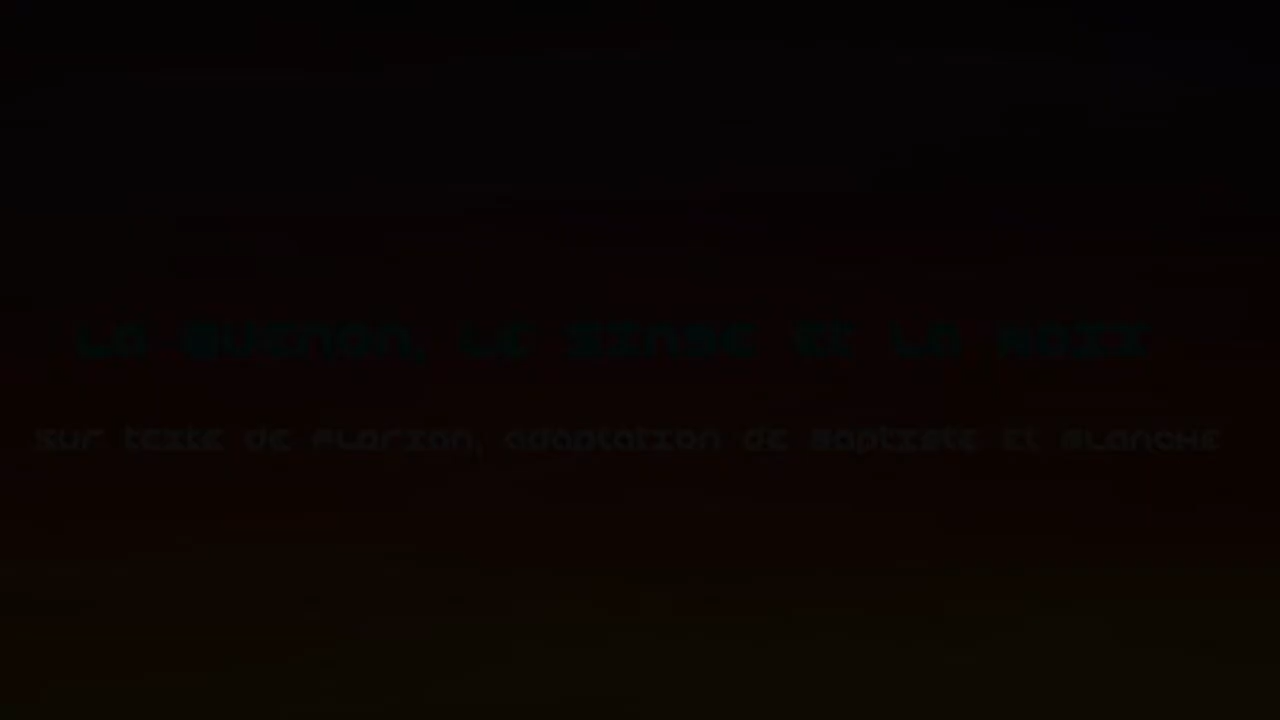 La Guenon, le Singe et la Noix
sur texte de Florian, adaptation de Baptiste et Blanche